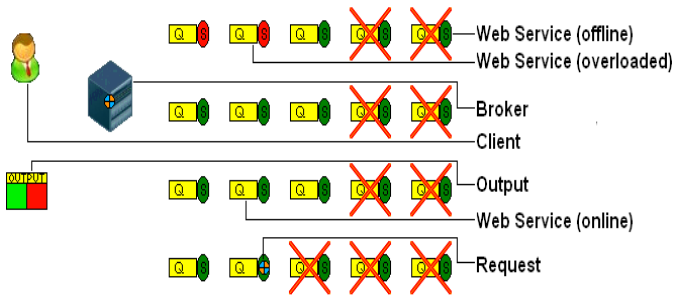 Q S Q S Q S Q S Q S Web Service (offline)
Web Service (overloaded)
Q S Q S Q S Q S Q S Broker
Client
OUTPUT
Q S Q S Q S Q S Q S Output
Web Service (online)
Q S Q Q S Q S Q S Request